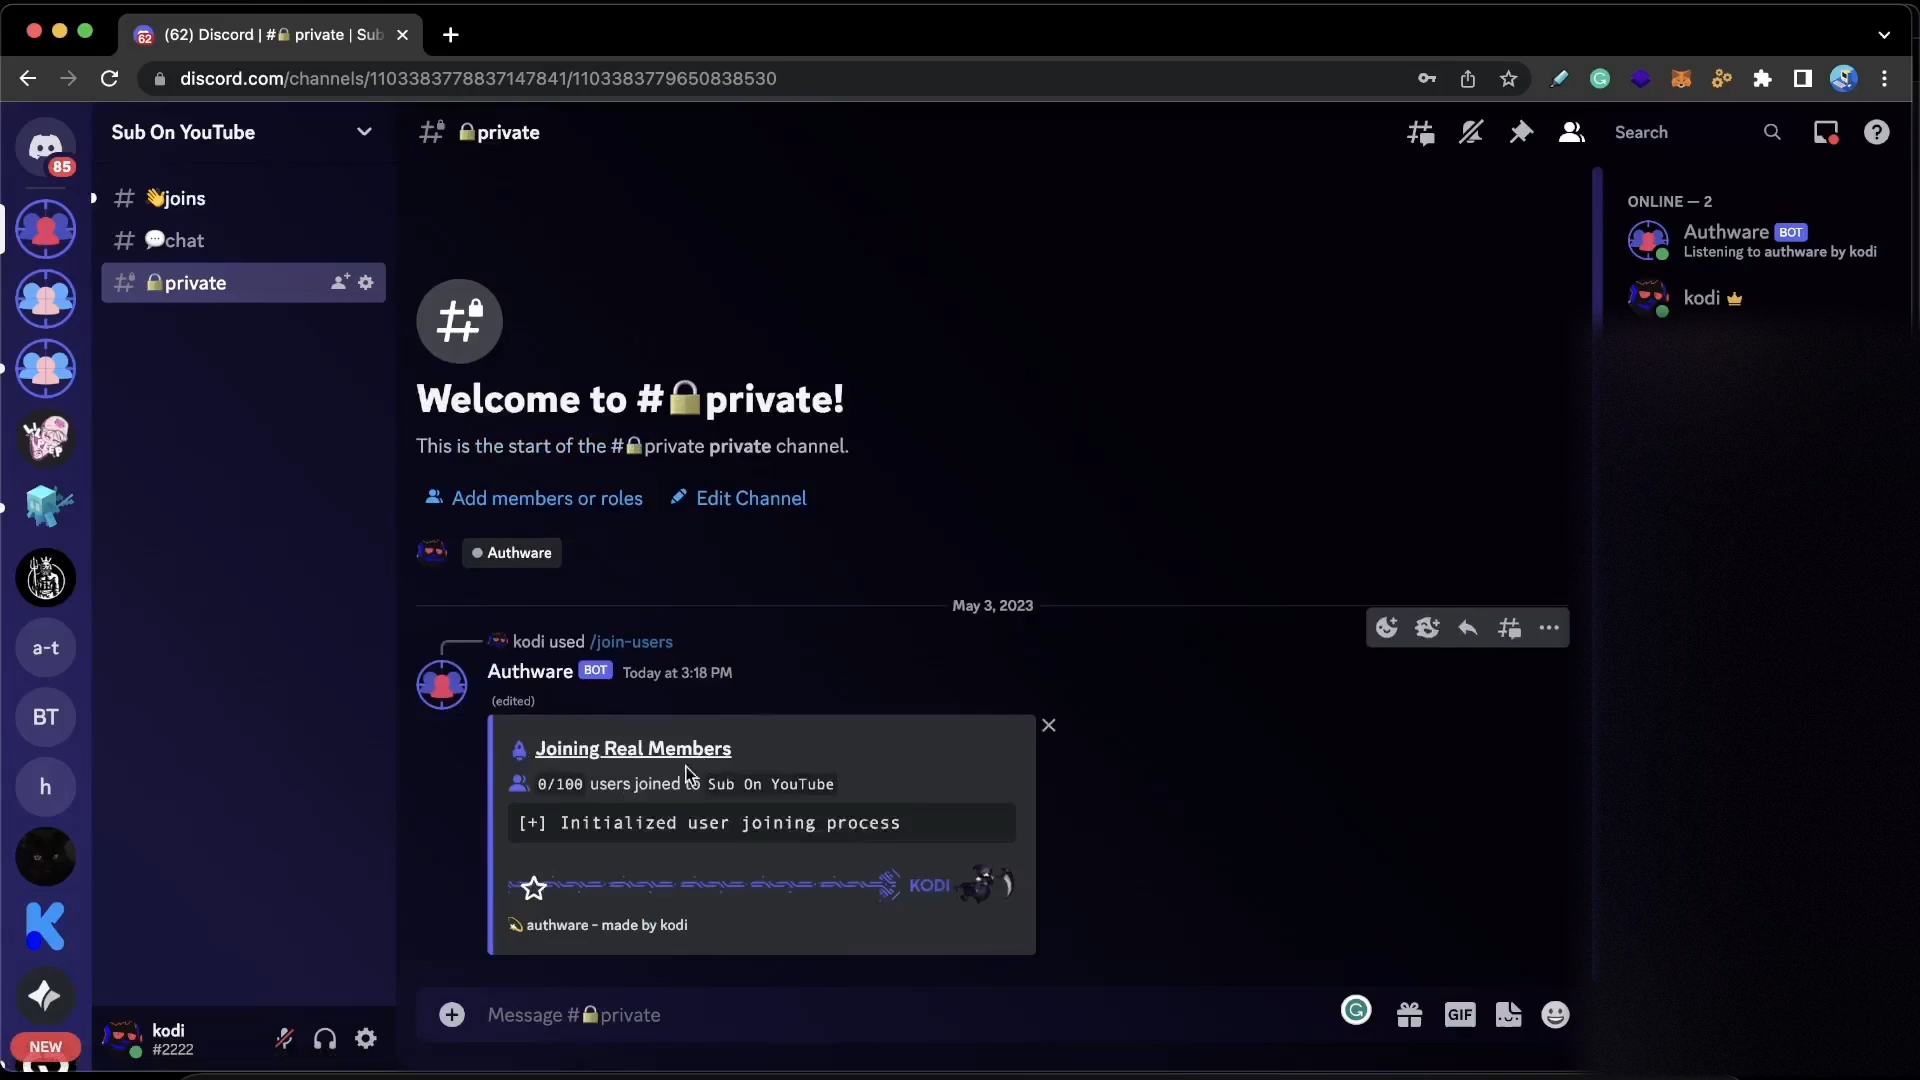 (62) Discord | #🔒 private | Sub
discord.com/channels/1103383778837147841/1103383779650838530
85
Sub On YouTube
👋joins
💬chat
🔒private
a-t
BT
h
NEW
kodi
#2222
🔒private
Search
Welcome to #🔒private!
This is the start of the #🔒private private channel.
Add members or roles
Edit Channel
Authware
May 3, 2023
kodi used /join-users
Authware BOT Today at 3:18 PM
(edited)
Joining Real Members
0/100 users joined to Sub On YouTube
[+] Initialized user joining process
KODI
authware - made by kodi
Message #🔒private
GIF
ONLINE — 2
Authware BOT
Listening to authware by kodi
kodi